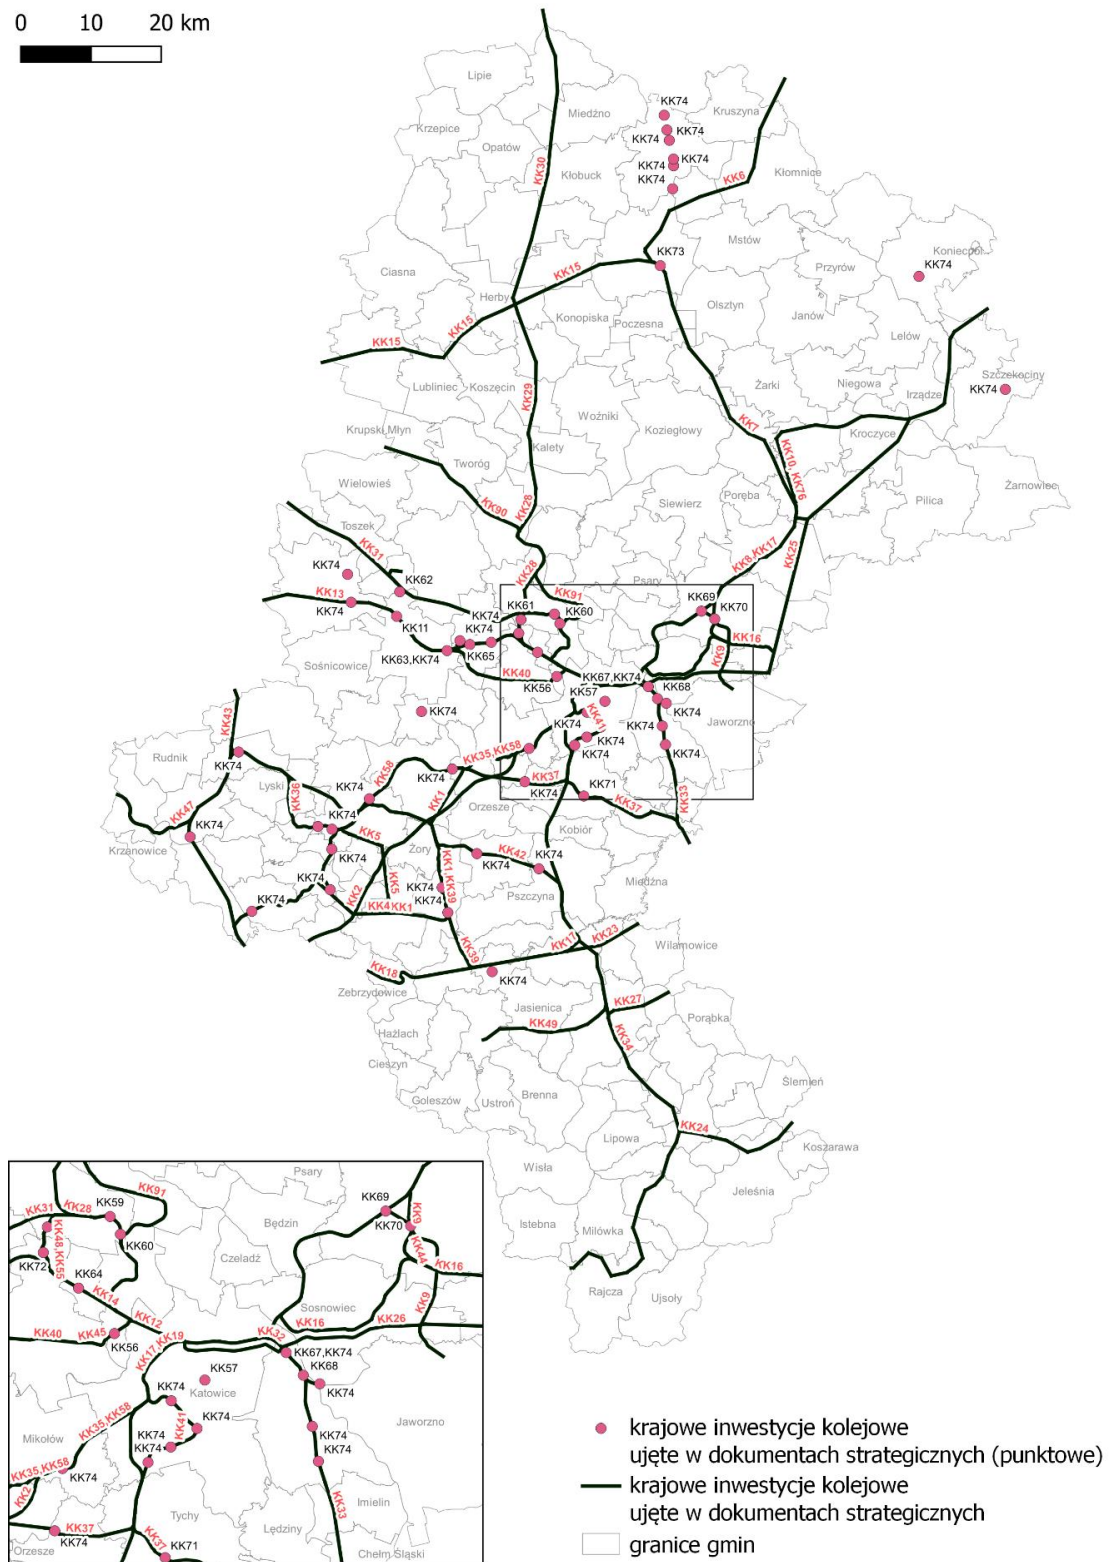 0 10 20 km
Lipie
Miedźno
KK74
Kruszyna
Krzepice
KK74
KK74
Opatów
KK74
KK74
KK30
Kłobuck
KK74
KK6
Kłomnice
Mstów
Koniecpol
KK73
KK74
Ciasna
KK15
Przyrów
Herby
Olsztyn
Janów
KK15
Konopiska
Poczesna
Lelów
KK15
Szczekociny
KK74
Lubliniec
Koszęcin
KK29
Żarki
Niegowa
Irządze
Woźniki
KK7
Krupski Młyn
Koziegłowy
Kroczyce
Kalety
Tworóg
KK10, KK76
Wielowieś
Żarnowiec
Poręba
Pilica
KK90
KK28
Siewierz
Toszek
KK31
KK8,KK17
KK25
KK74
KK28
Psary
KK62
KK91
KK13
KK69
KK74
KK74
KK61
KK60
KK70
KK11
KK74
KK16
KK63,KK74
KK65
KK9
Sośnicowice
KK40
KK67,KK74
KK56
KK57
KK68
KK74
KK74
KK41
KK74
Jaworzno
KK43
KK74
KK74
KK74
KK35,KK58
KK74
KK74
Rudnik
KK74
KK58
KK74
KK37
KK71
Lyski
KK74
KK1
KK74
KK37
KK33
KK36
Orzesze
KK47
KK74
KK74
Kobiór
KK5
Krzanowice
KK74
Żory
KK42
KK74
KK74
KK74
KK1,KK39
Miedźna
KK5
KK74
Pszczyna
KK2
KK74
KK4
KK1
KK74
KK17
KK23
Wilamowice
KK39
KK18
KK74
Zebrzydowice
KK27
Jasienica
Porąbka
KK49
Hażlach
KK34
Cieszyn
Ślemień
Brenna
Goleszów
Ustroń
KK24
Lipowa
Koszarawa
Wisła
Jeleśnia
Istebna
Milówka
Rajcza
Ujsoły
Psary
KK91
KK69
KK59
KK31
KK28
Będzin
KK70
KK9
KK60
KK48,KK55
Czeladź
KK44
KK72
KK16
KK64
KK14
Sosnowiec
KK9
KK12
KK16
KK26
KK40
KK45
KK32
KK56
KK67,KK74
KK17,KK19
KK57
KK68
KK74
Katowice
KK74
KK35,KK58
KK74
Jaworzno
KK41
Mikołów
KK74
KK74
KK74
KK74
KK35,KK58
KK74
KK2
Imielin
KK33
Tychy
KK37
Lędziny
KK74
KK37
KK71
Orzesze
Chełm Śląski
krajowe inwestycje kolejowe
ujęte w dokumentach strategicznych (punktowe)
krajowe inwestycje kolejowe
ujęte w dokumentach strategicznych
granice gmin